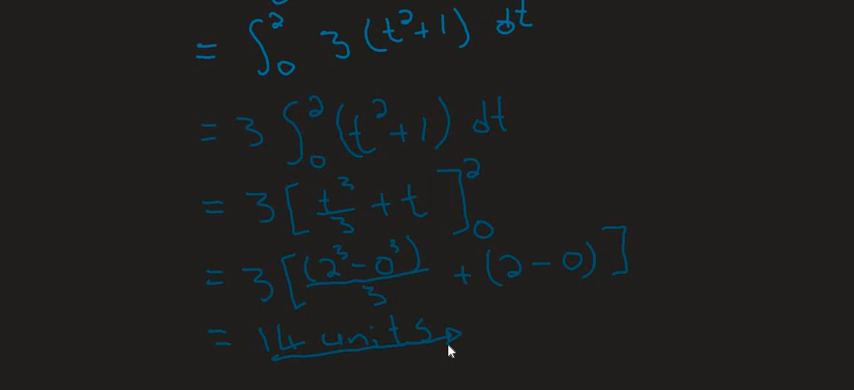 = ∫₀² 3 (t²+1) dt
= 3 ∫₀² (t²+1) dt
= 3 [ t³/3 + t ]₀²
= 3 [ (2³-0³)/3 + (2-0) ]
= 14 units